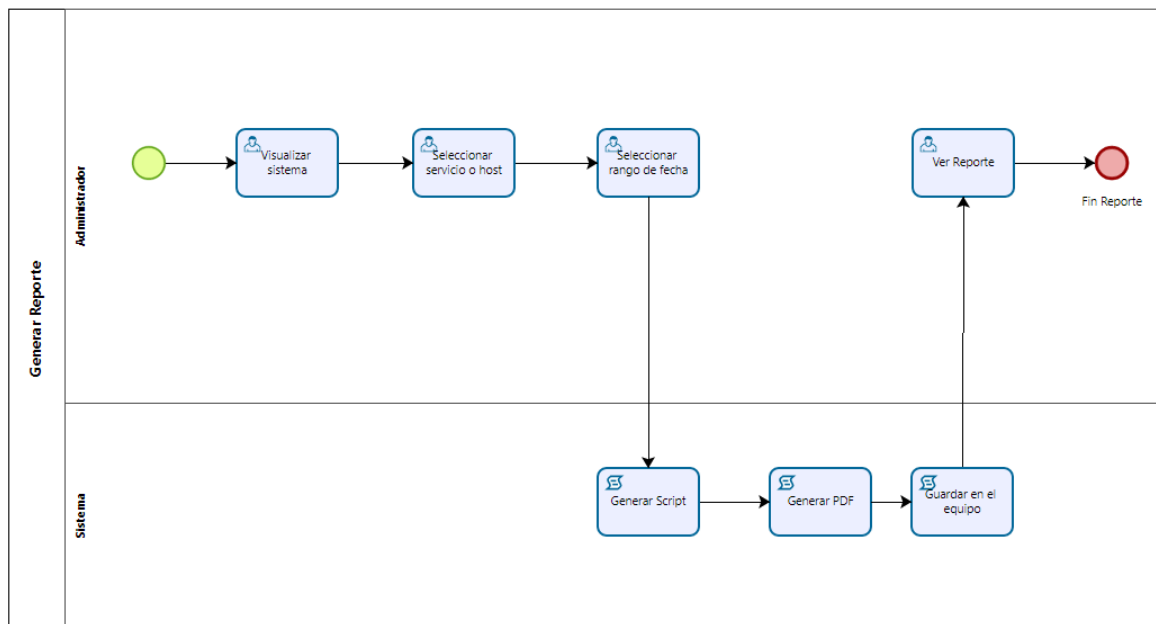 Generar Reporte
Administrador
Visualizar
sistema
Seleccionar
servicio o host
Seleccionar
rango de fecha
Ver Reporte
Fin Reporte
Sistema
Generar Script
Generar PDF
Guardar en el
equipo